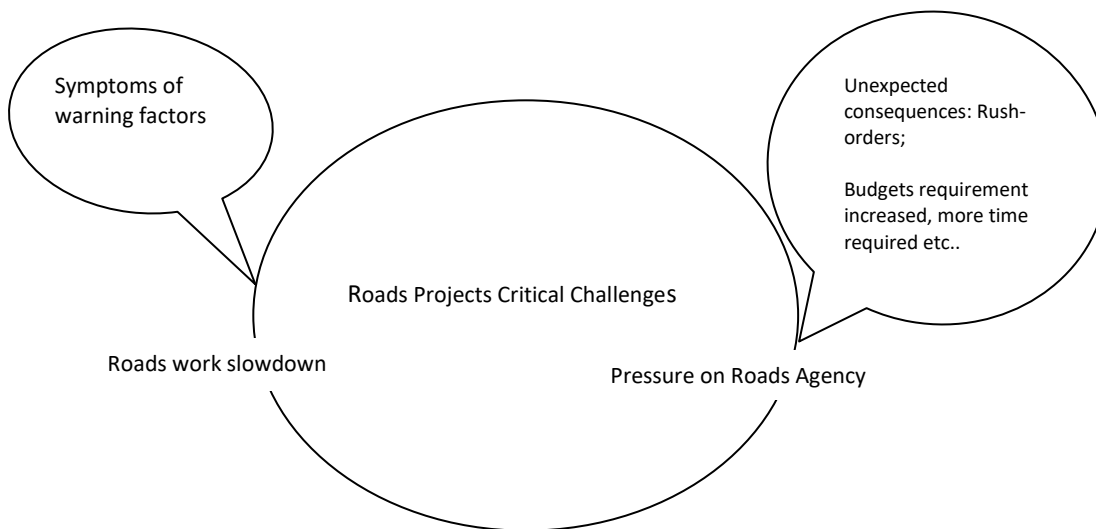 Symptoms of
warning factors
Unexpected
consequences: Rush-
orders;
Budgets requirement
increased, more time
required etc..
Roads Projects Critical Challenges
Roads work slowdown
Pressure on Roads Agency